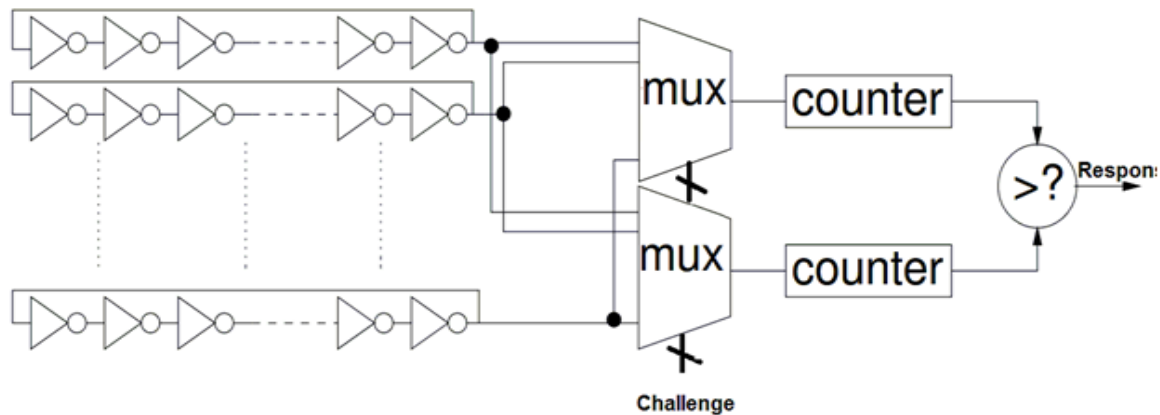 mux
counter
>?
Respons
mux
counter
Challenge